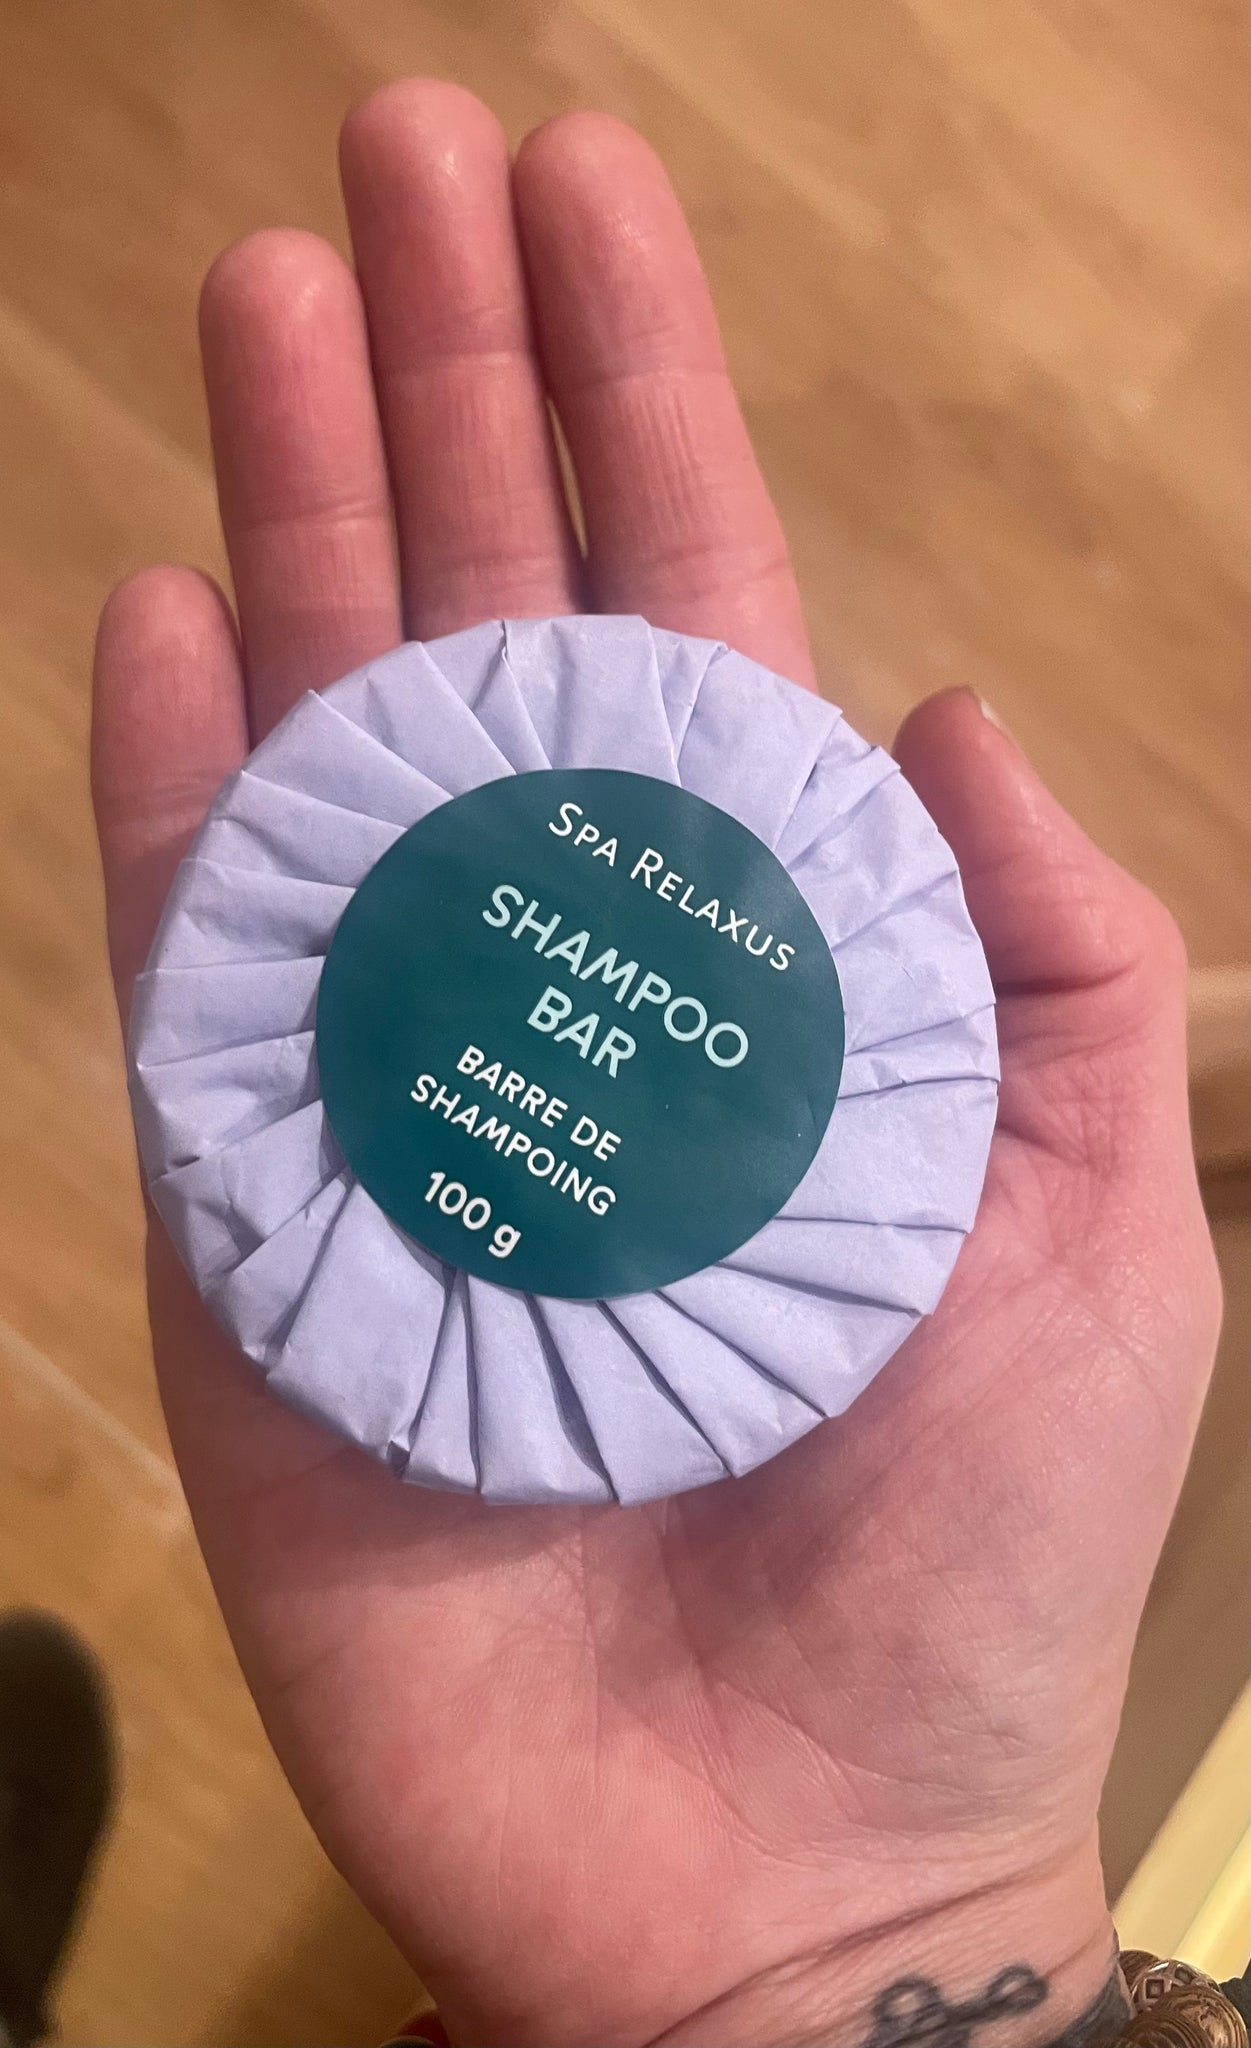 SPA RELAXUS
SHAMPOO
BAR
BARRE DE
SHAMPOING
100 g